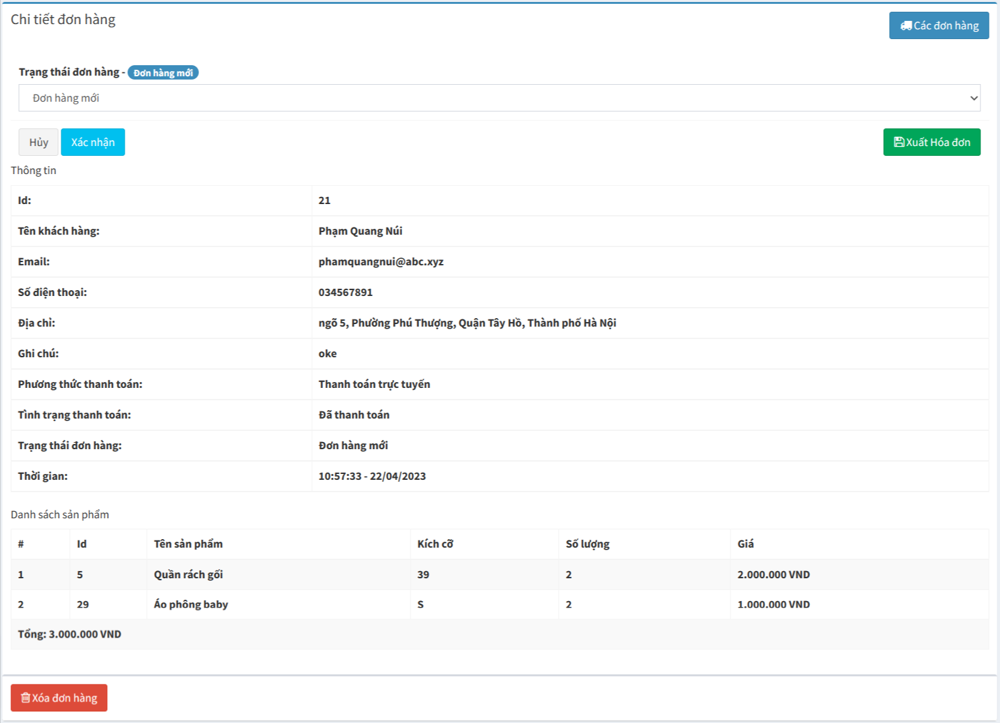 Chi tiết đơn hàng
Các đơn hàng
Trạng thái đơn hàng - Đơn hàng mới
Đơn hàng mới
Hủy Xác nhận Xuất Hóa đơn
Thông tin
Id: 21
Tên khách hàng: Phạm Quang Núi
Email: phamquangnui@abc.xyz
Số điện thoại: 034567891
Địa chỉ: ngõ 5, Phường Phú Thượng, Quận Tây Hồ, Thành phố Hà Nội
Ghi chú: oke
Phương thức thanh toán: Thanh toán trực tuyến
Tình trạng thanh toán: Đã thanh toán
Trạng thái đơn hàng: Đơn hàng mới
Thời gian: 10:57:33 - 22/04/2023
Danh sách sản phẩm
# Id Tên sản phẩm Kích cỡ Số lượng Giá
1 5 Quần rách gối 39 2 2.000.000 VND
2 29 Áo phông baby S 2 1.000.000 VND
Tổng: 3.000.000 VND
Xóa đơn hàng